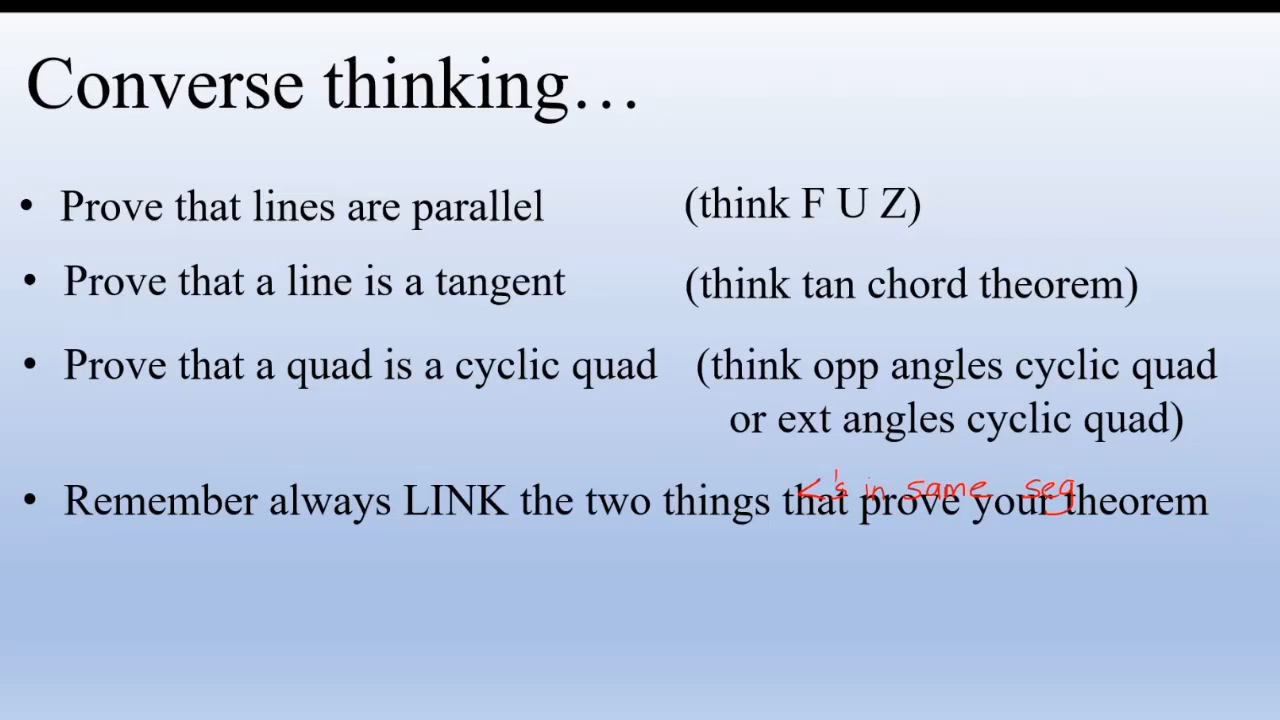 Converse thinking…
• Prove that lines are parallel (think F U Z)
• Prove that a line is a tangent (think tan chord theorem)
• Prove that a quad is a cyclic quad (think opp angles cyclic quad
or ext angles cyclic quad)
<'s in same seg
• Remember always LINK the two things that prove your theorem